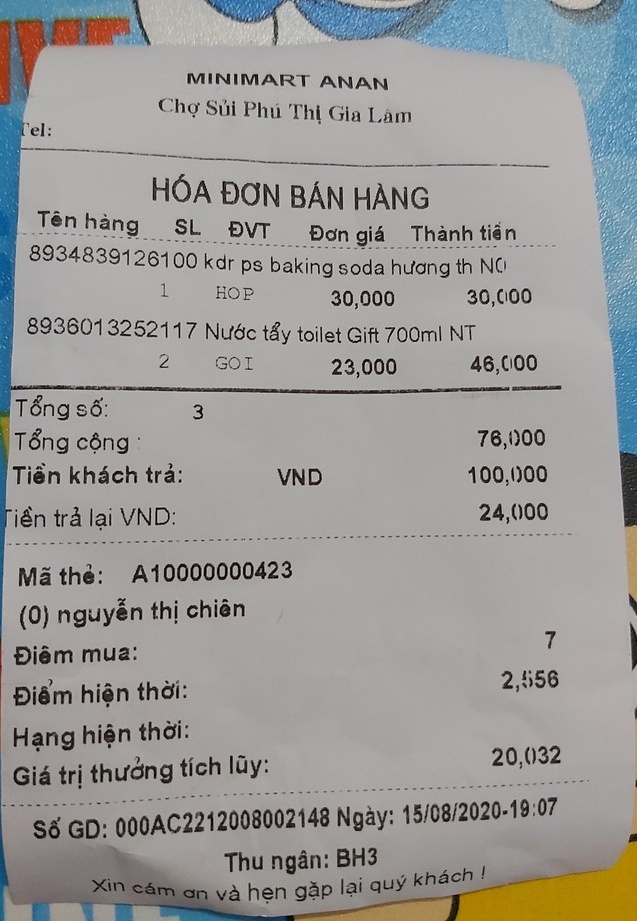 MINIMART ANAN
Chợ Sủi Phú Thị Gia Lâm
Tel:
HÓA ĐƠN BÁN HÀNG
Tên hàng SL ĐVT Đơn giá Thành tiền
8934839126100 kdr ps baking soda hương th NC
1 HOP 30,000 30,000
8936013252117 Nước tẩy toilet Gift 700ml NT
2 GOI 23,000 46,000
Tổng số: 3
Tổng cộng : 76,000
Tiền khách trả: VND 100,000
Tiền trả lại VND: 24,000
Mã thẻ: A10000000423
(0) nguyễn thị chiên
Điểm mua: 7
Điểm hiện thời: 2,556
Hạng hiện thời:
Giá trị thưởng tích lũy: 20,032
Số GD: 000AC2212008002148 Ngày: 15/08/2020-19:07
Thu ngân: BH3
Xin cám ơn và hẹn gặp lại quý khách !